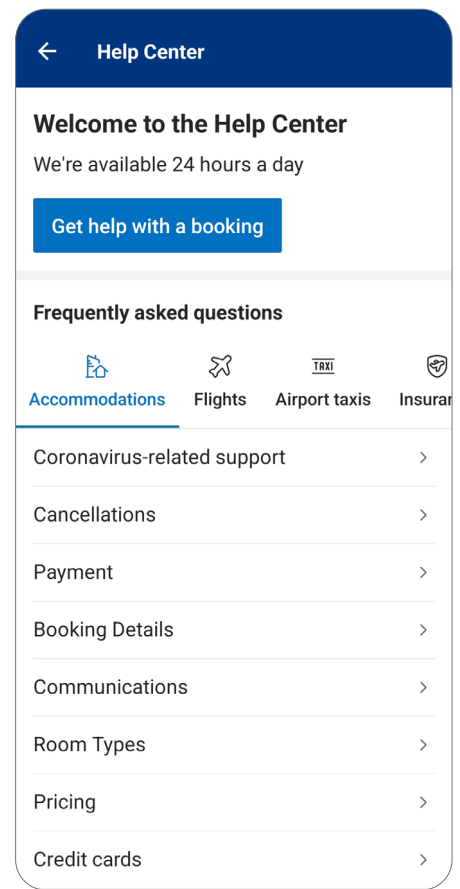 Help Center
Welcome to the Help Center
We're available 24 hours a day
Get help with a booking
Frequently asked questions
TAXI
Accommodations Flights Airport taxis Insurar
Coronavirus-related support
Cancellations
Payment
Booking Details
Communications
Room Types
Pricing
Credit cards